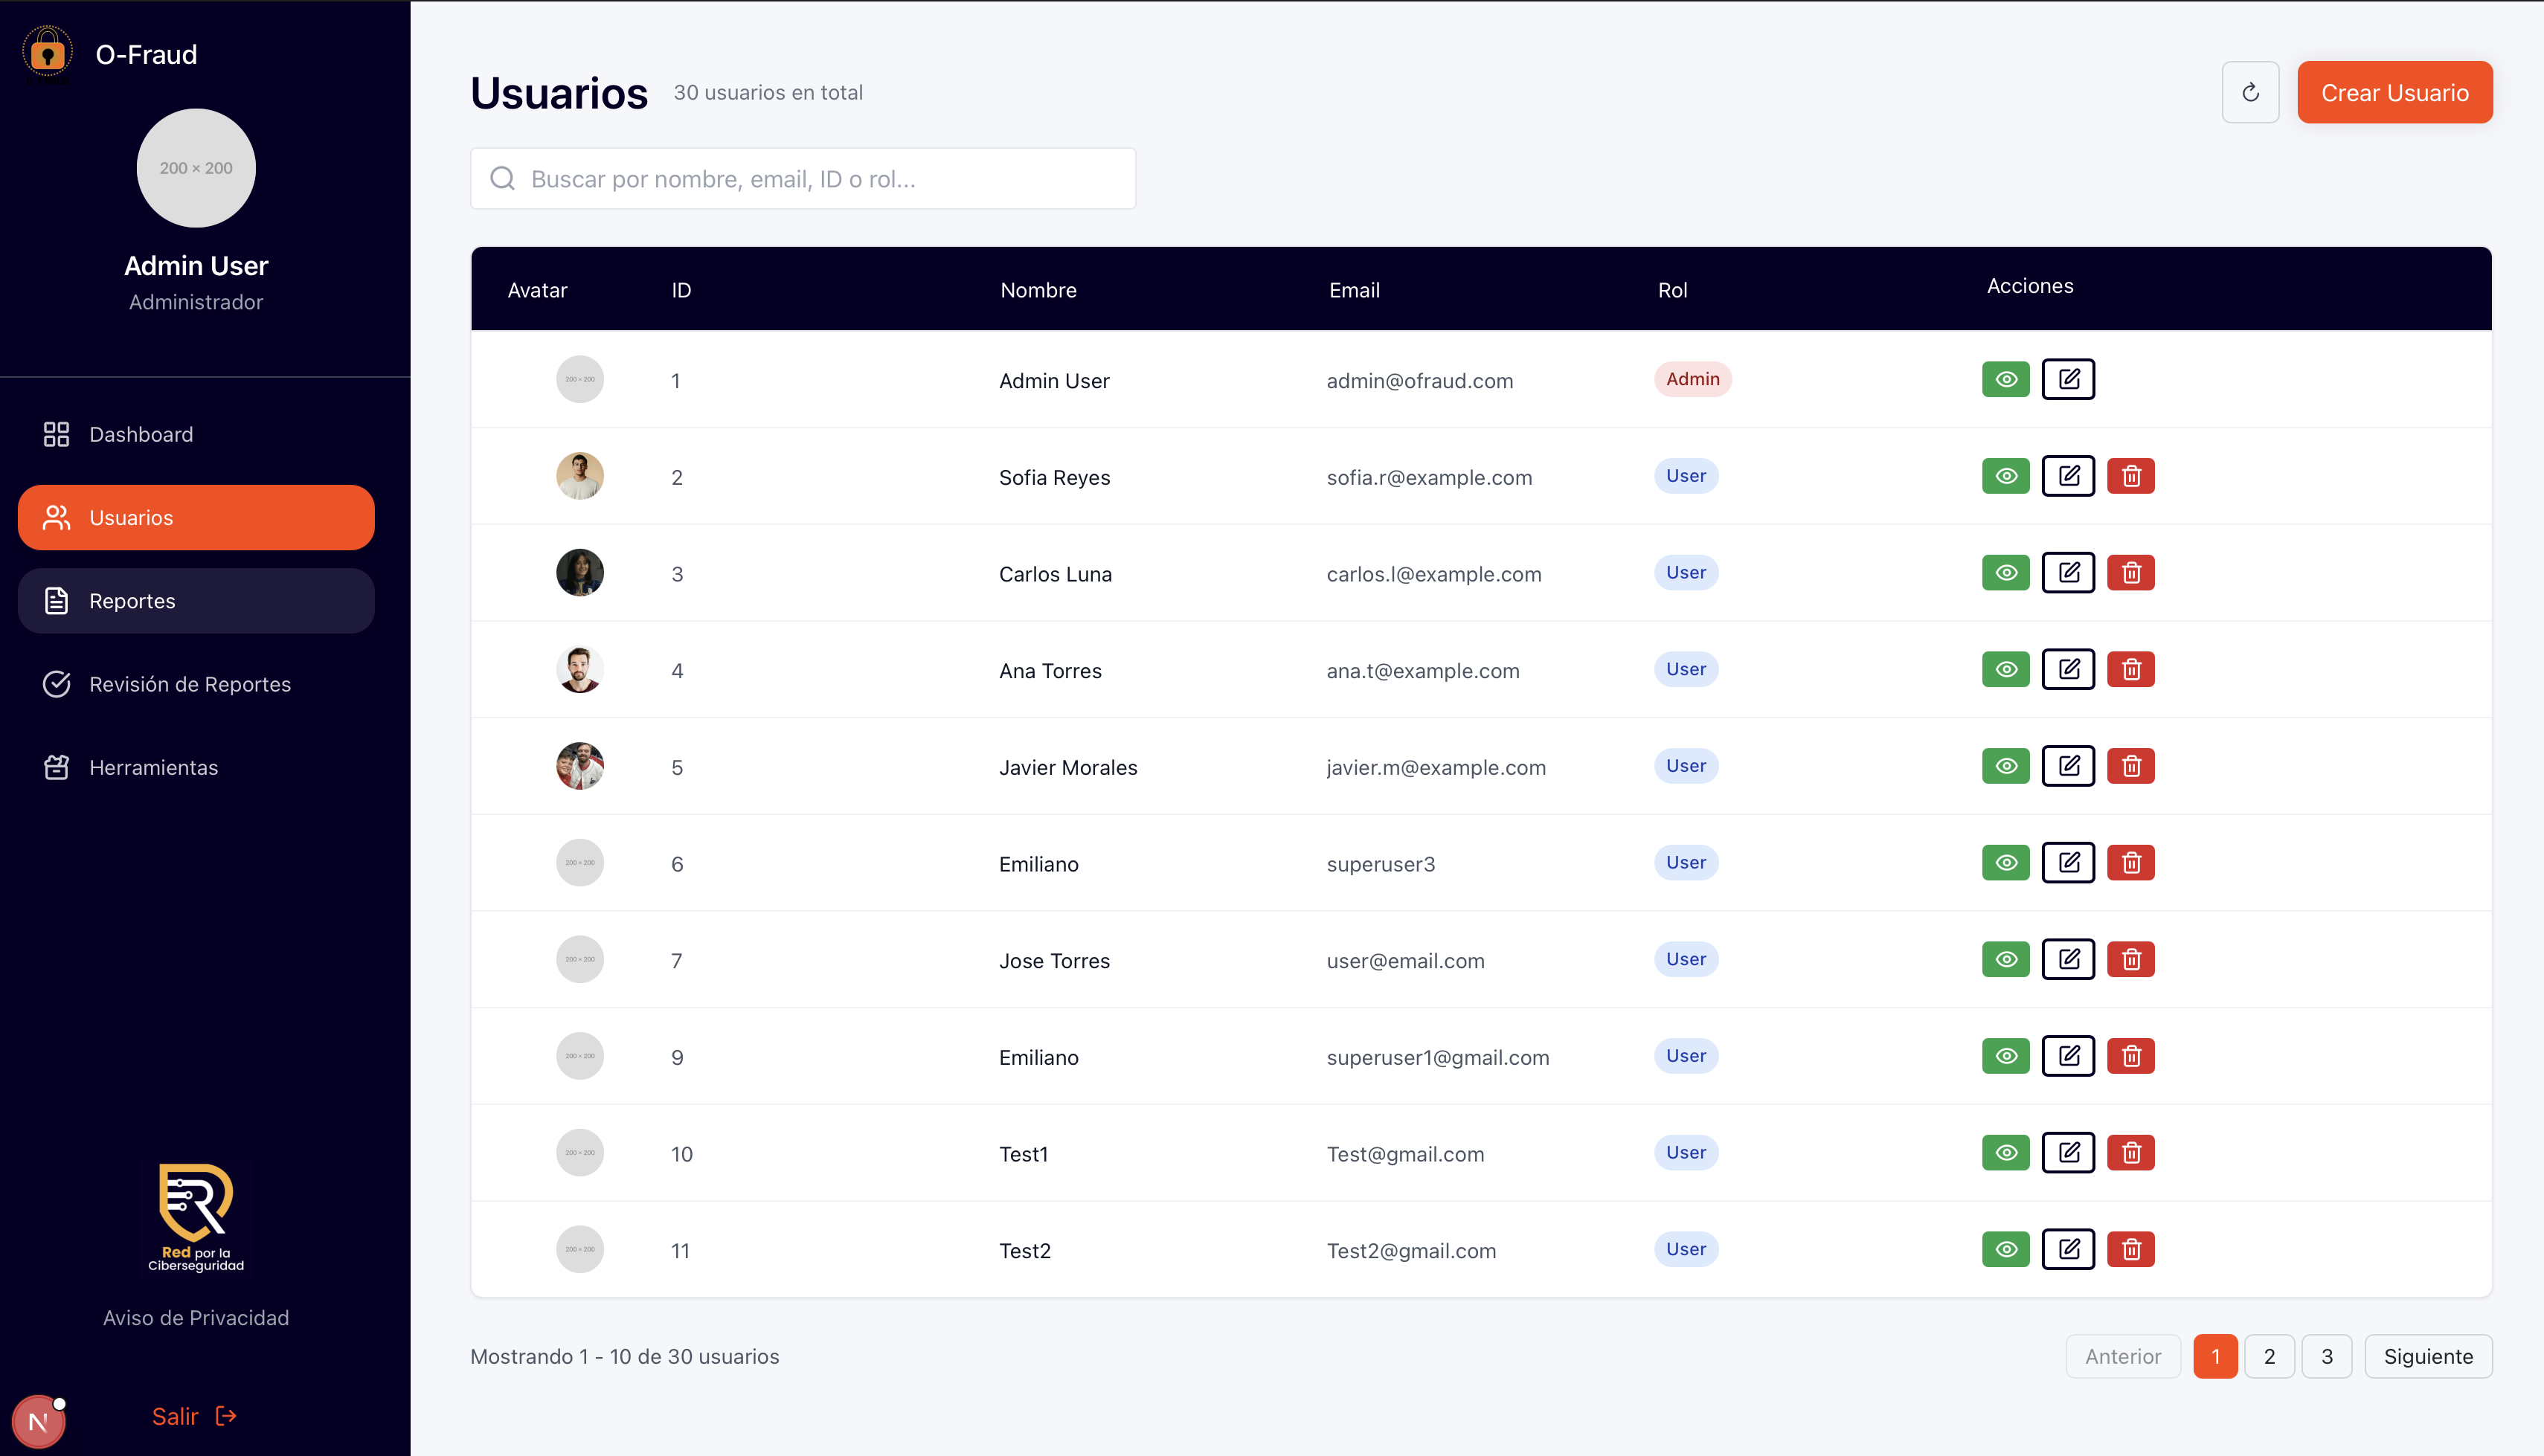 O-Fraud
200 × 200
Admin User
Administrador
Dashboard
Usuarios
Reportes
Revisión de Reportes
Herramientas
Red por la
Ciberseguridad
Aviso de Privacidad
N
Salir
Usuarios 30 usuarios en total
Crear Usuario
Buscar por nombre, email, ID o rol...
Avatar ID Nombre Email Rol Acciones
200 × 200 1 Admin User admin@ofraud.com Admin
2 Sofia Reyes sofia.r@example.com User
3 Carlos Luna carlos.l@example.com User
4 Ana Torres ana.t@example.com User
5 Javier Morales javier.m@example.com User
200 × 200 6 Emiliano superuser3 User
200 × 200 7 Jose Torres user@email.com User
200 × 200 9 Emiliano superuser1@gmail.com User
200 × 200 10 Test1 Test@gmail.com User
200 × 200 11 Test2 Test2@gmail.com User
Mostrando 1 - 10 de 30 usuarios
Anterior 1 2 3 Siguiente